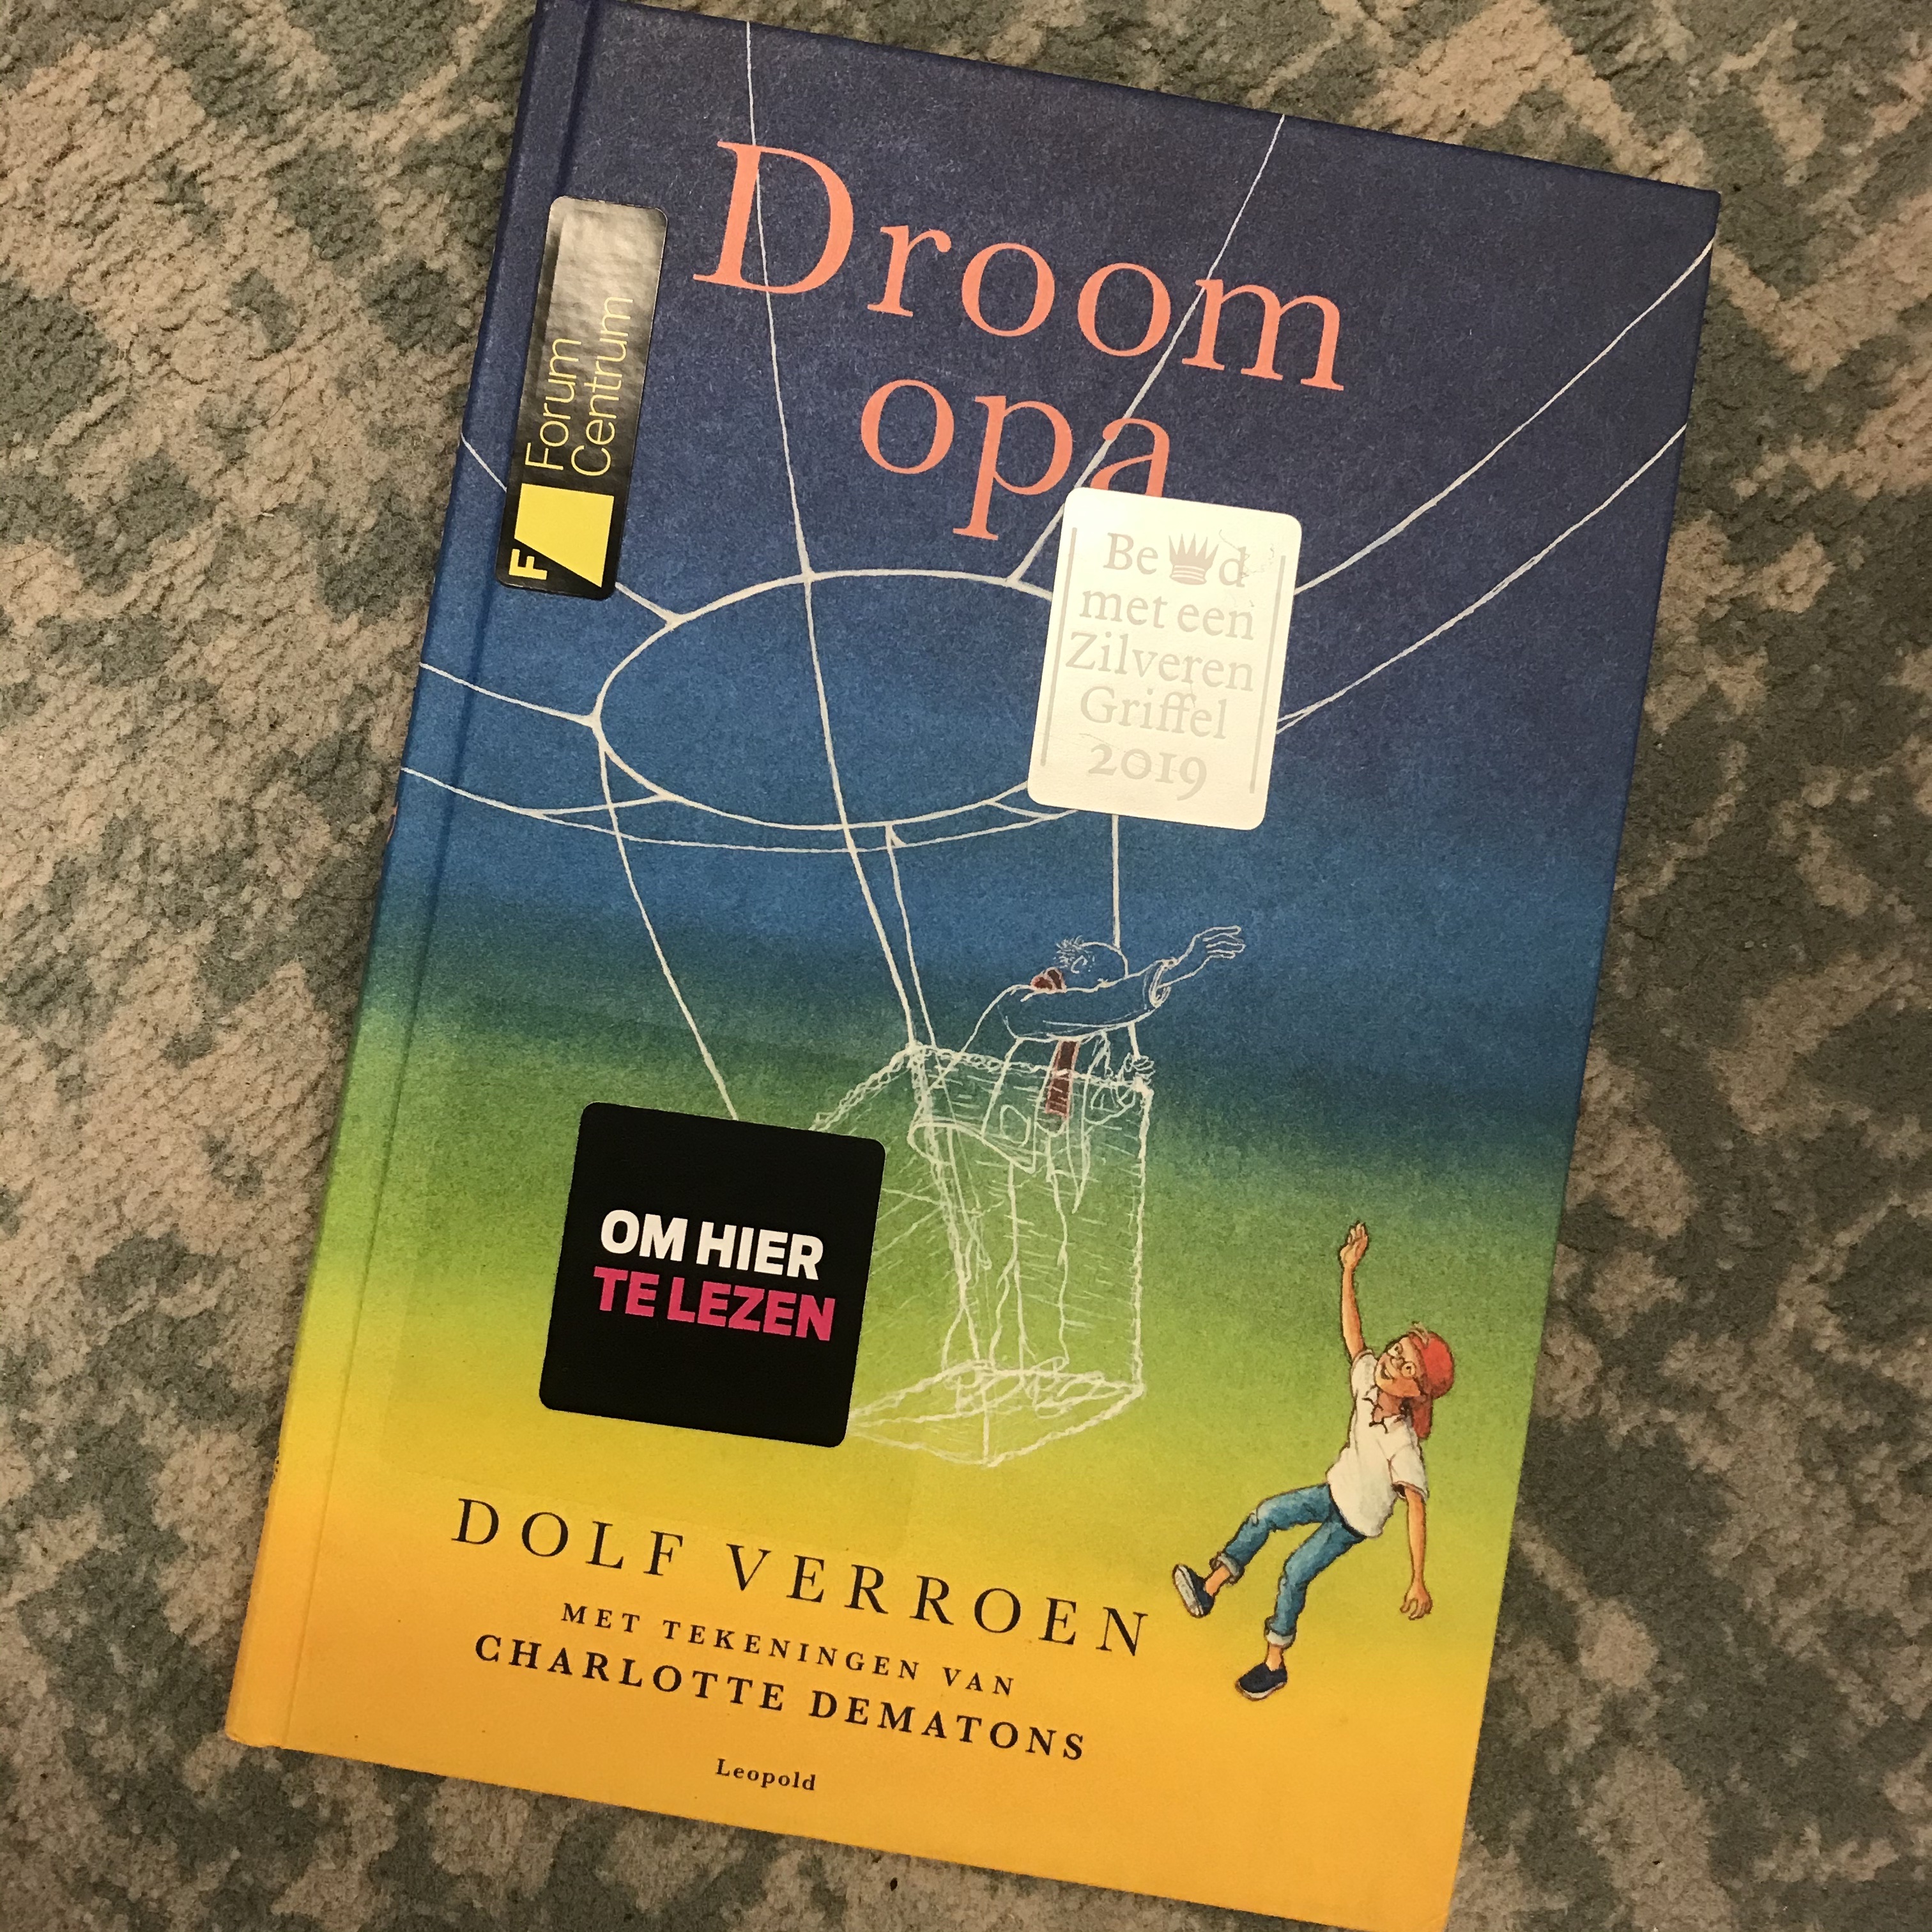 Droom
opa
F
Forum
Centrum
Be d
met een
Zilveren
Griffel
2019
OM HIER
TE LEZEN
DOLF VERROEN
MET TEKENINGEN VAN
CHARLOTTE DEMATONS
Leopold